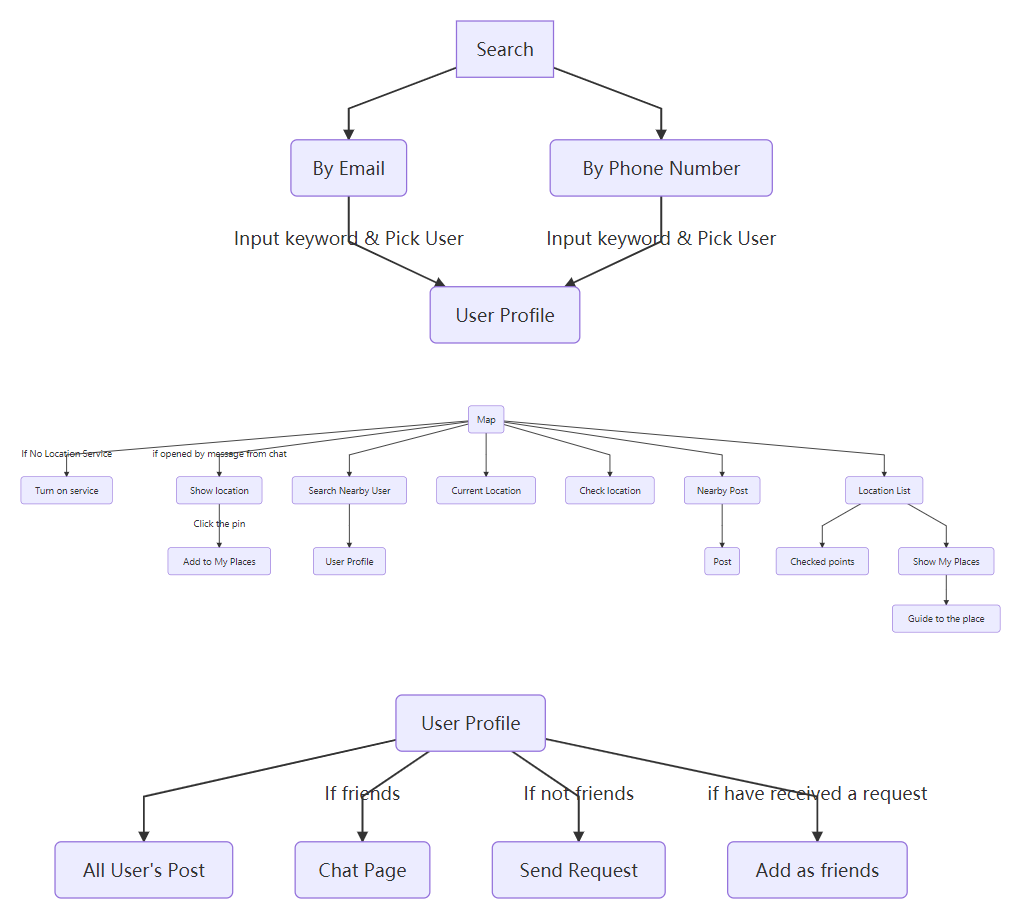 Search
By Email
By Phone Number
Input keyword & Pick User
Input keyword & Pick User
User Profile
Map
If No Location Service
if opened by message from chat
Turn on service
Show location
Search Nearby User
Current Location
Check location
Nearby Post
Location List
Click the pin
Add to My Places
User Profile
Post
Checked points
Show My Places
Guide to the place
User Profile
If friends
If not friends
if have received a request
All User's Post
Chat Page
Send Request
Add as friends